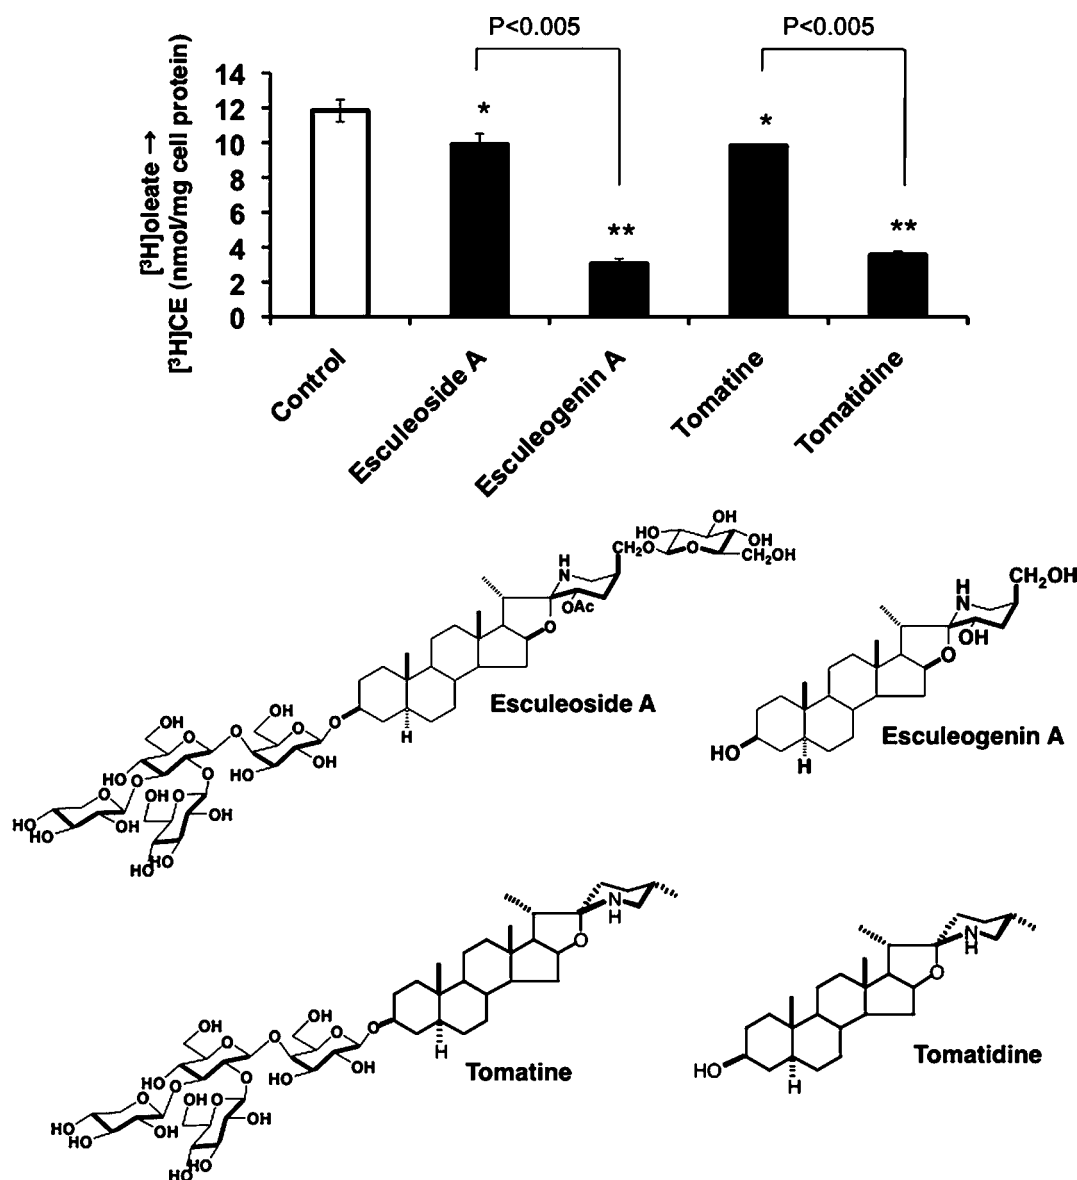 P<0.005
P<0.005
[³H]oleate →
[³H]CE (nmol/mg cell protein)
14
12
10
8
6
4
2
0
*
**
*
**
Control
Esculeoside A
Esculeogenin A
Tomatine
Tomatidine
OH
HO
OH
CH₂O
O
CH₂OH
H
N
OAc
O
Esculeoside A
H
O
OH
O
OH
O
O
OH
HO
O
HO
O
O
O
OH
O
OH
HO
HO
OH
HO
HO
H
N
CH₂OH
OH
O
Esculeogenin A
HO
H
N
H
O
Tomatine
H
O
OH
O
OH
HO
O
OH
O
HO
O
O
O
OH
O
OH
HO
HO
OH
HO
HO
N
H
O
Tomatidine
HO
H